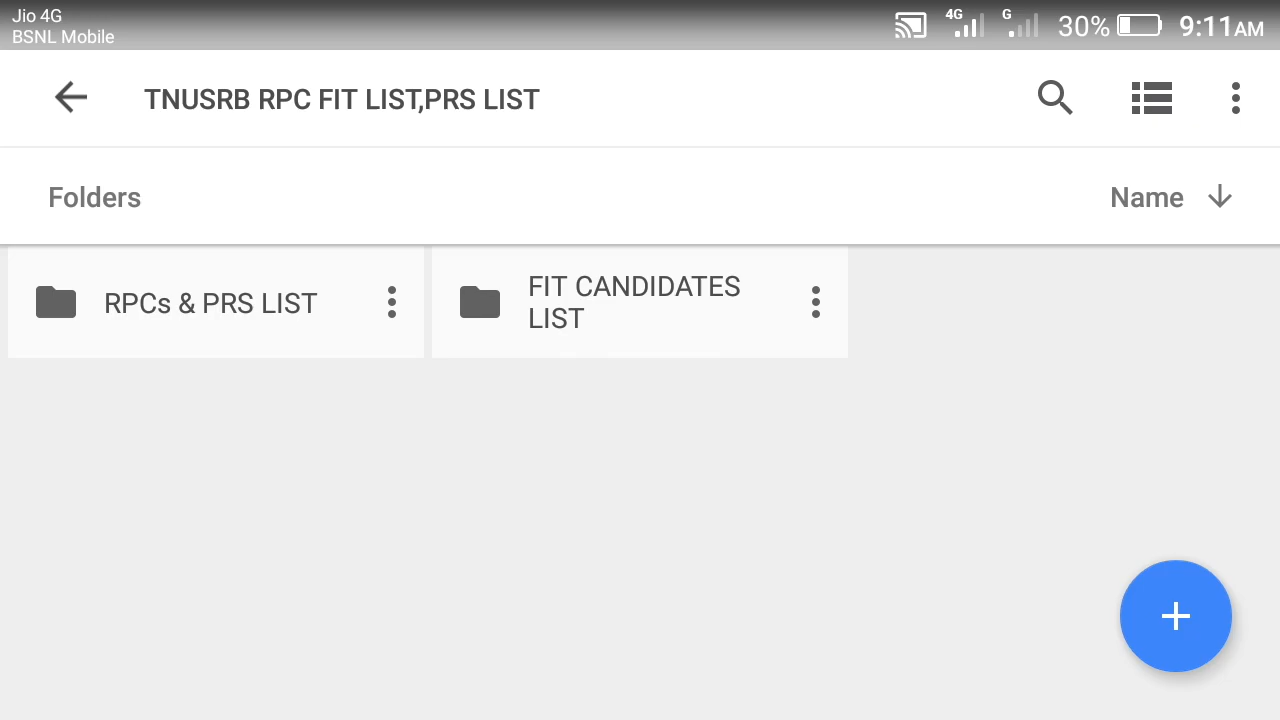 Jio 4G
BSNL Mobile
4G
G
30%
9:11AM
TNUSRB RPC FIT LIST,PRS LIST
Folders
Name
RPCs & PRS LIST
FIT CANDIDATES
LIST